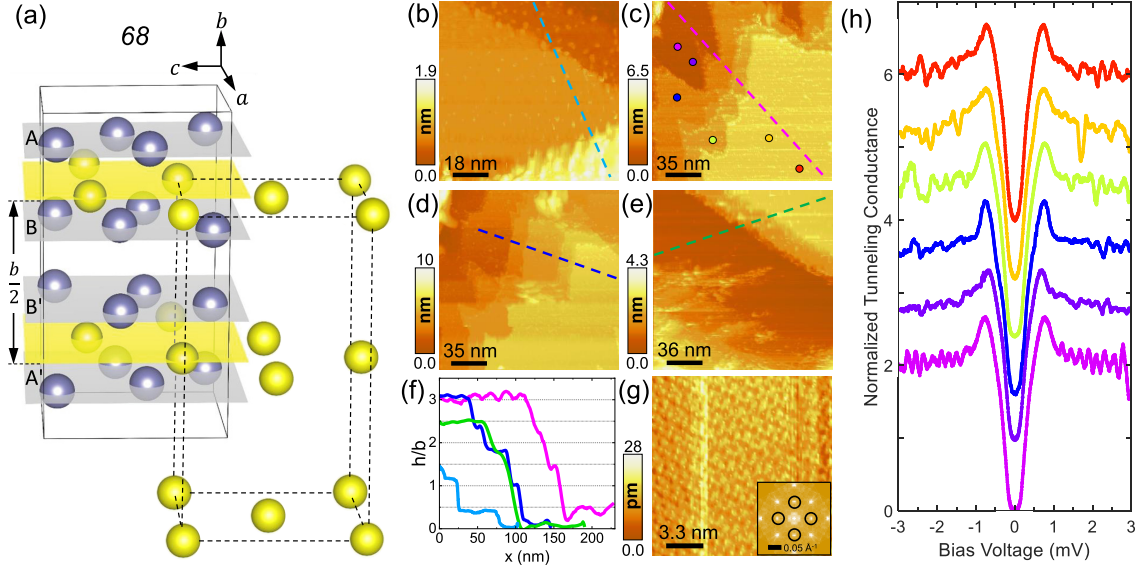 (a)
68
b
c
a
A
B
b
2
B'
A'
(b)
1.9
nm
0.0
18 nm
(c)
6.5
nm
0.0
35 nm
(d)
10
nm
0.0
35 nm
(e)
4.3
nm
0.0
36 nm
(f)
3
2
1
0
h/b
0 50 100 150 200
x (nm)
(g)
28
pm
0.0
3.3 nm
0.05 Å⁻¹
(h)
6
4
2
0
Normalized Tunneling Conductance
-3 -2 -1 0 1 2 3
Bias Voltage (mV)